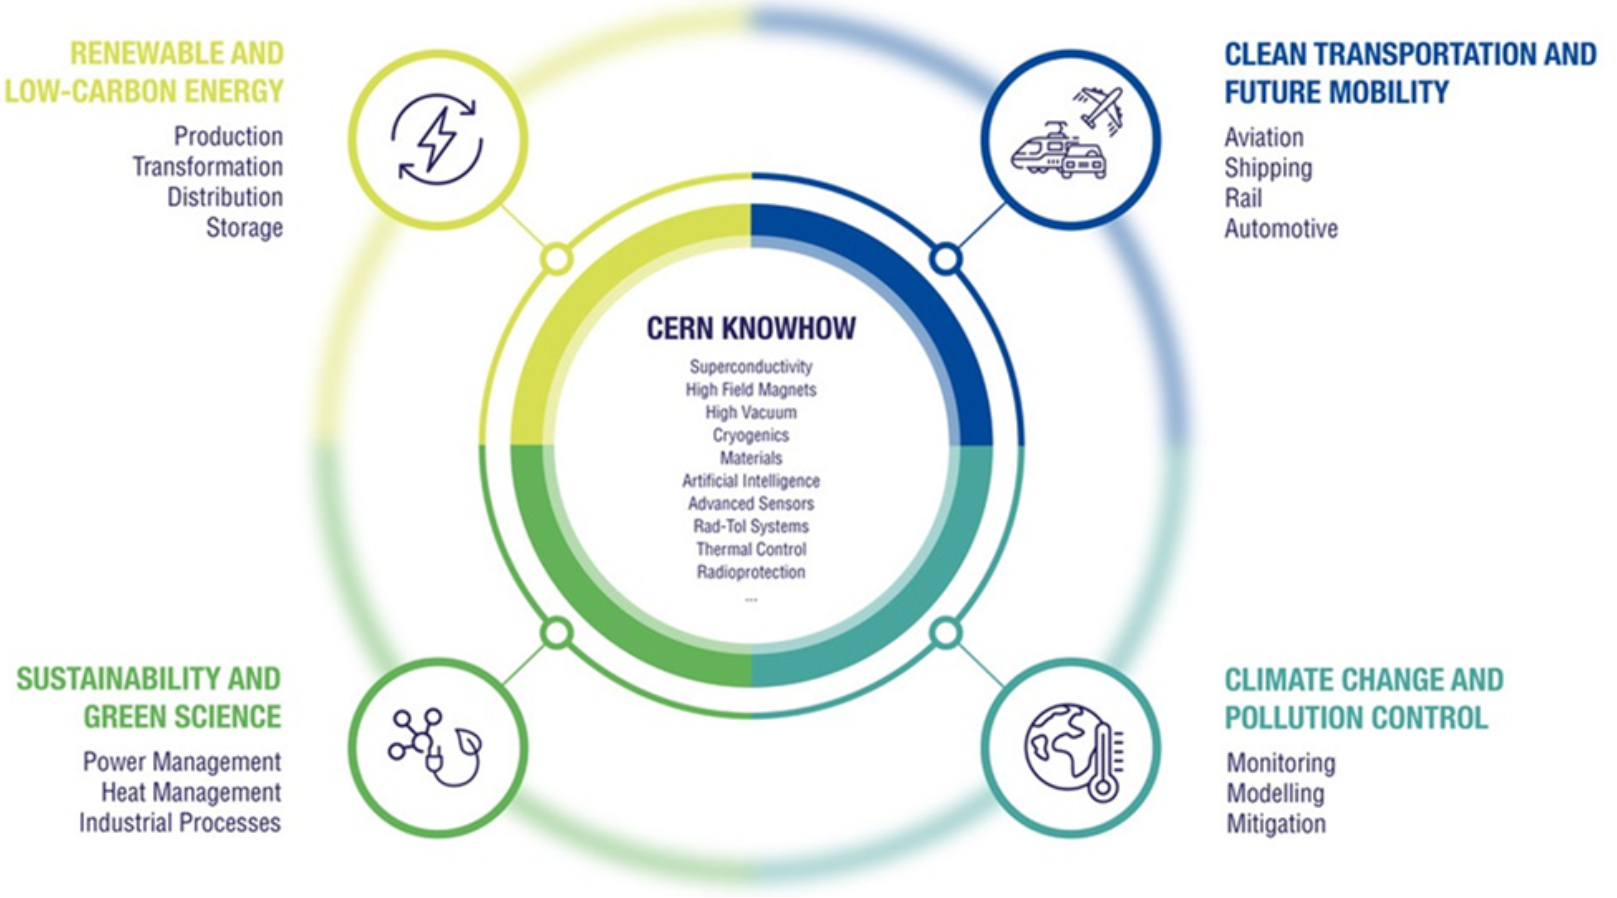 RENEWABLE AND
LOW-CARBON ENERGY
Production
Transformation
Distribution
Storage
CLEAN TRANSPORTATION AND
FUTURE MOBILITY
Aviation
Shipping
Rail
Automotive
CERN KNOWHOW
Superconductivity
High Field Magnets
High Vacuum
Cryogenics
Materials
Artificial Intelligence
Advanced Sensors
Rad-Tol Systems
Thermal Control
Radioprotection
...
SUSTAINABILITY AND
GREEN SCIENCE
Power Management
Heat Management
Industrial Processes
CLIMATE CHANGE AND
POLLUTION CONTROL
Monitoring
Modelling
Mitigation